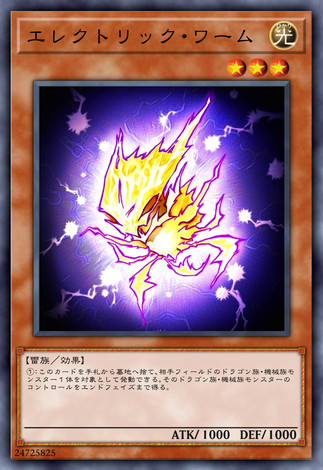 エレクトリック・ワーム
光
【雷族／効果】
①：このカードを手札から墓地へ捨て、相手フィールドのドラゴン族・機械族モ
ンスター１体を対象として発動できる。そのドラゴン族・機械族モンスターの
コントロールをエンドフェイズまで得る。
ATK/ 1000 DEF/ 1000
24725825